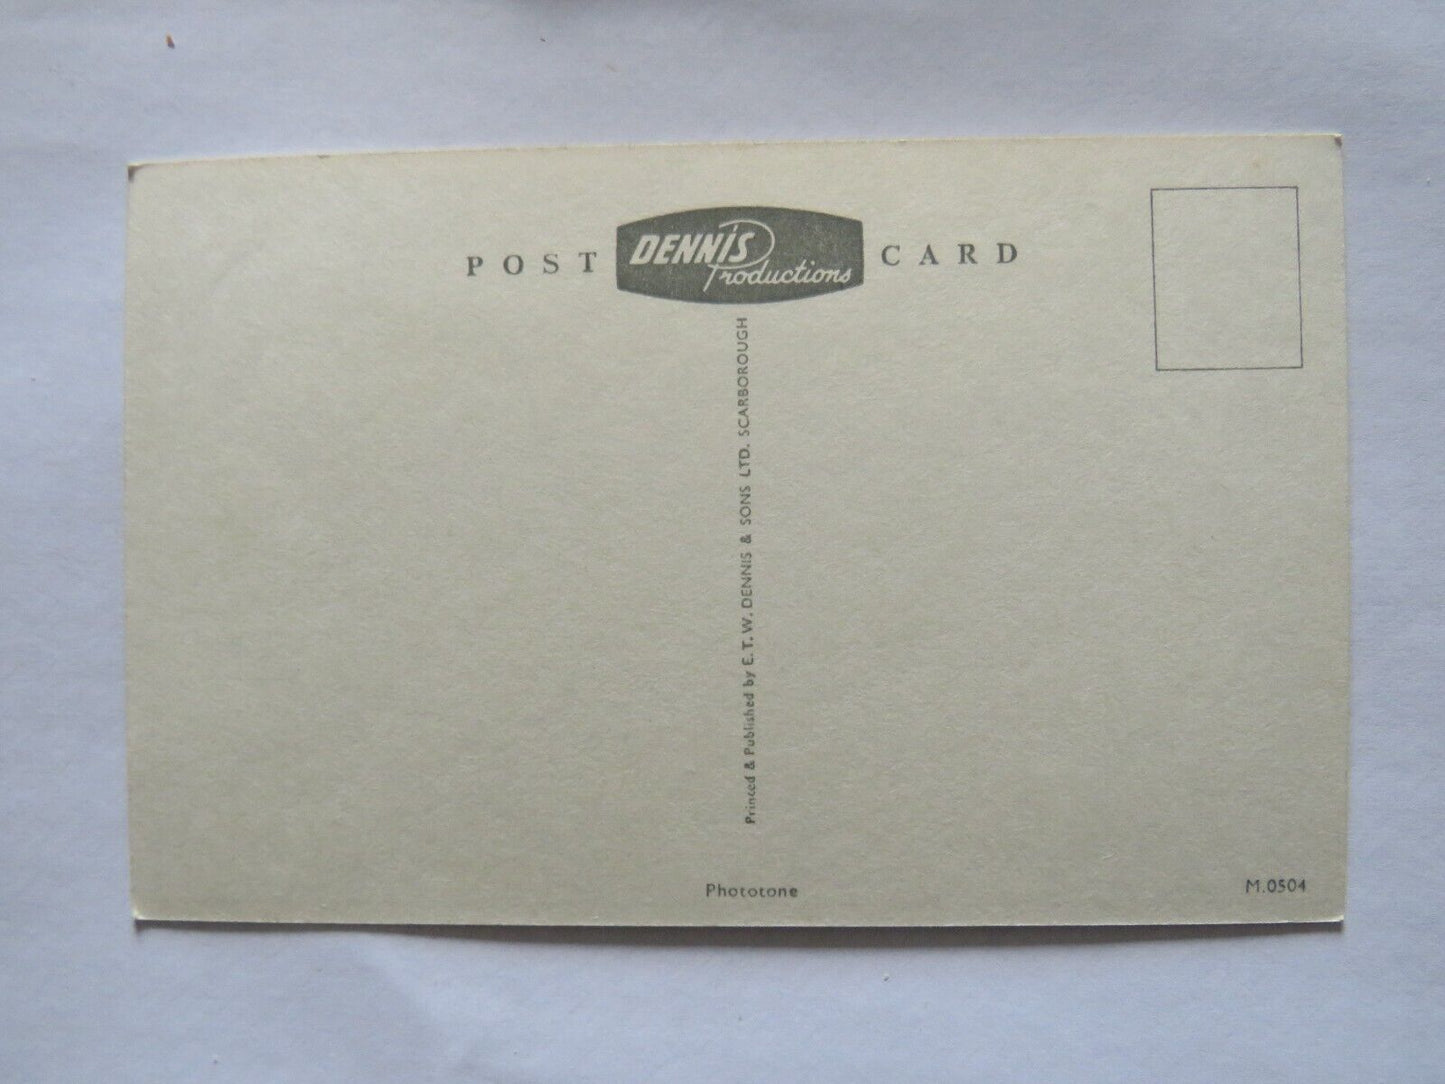 POST DENNIS Productions CARD
Printed & Published by E. T. W. DENNIS & SONS LTD. SCARBOROUGH
Phototone
M.0504